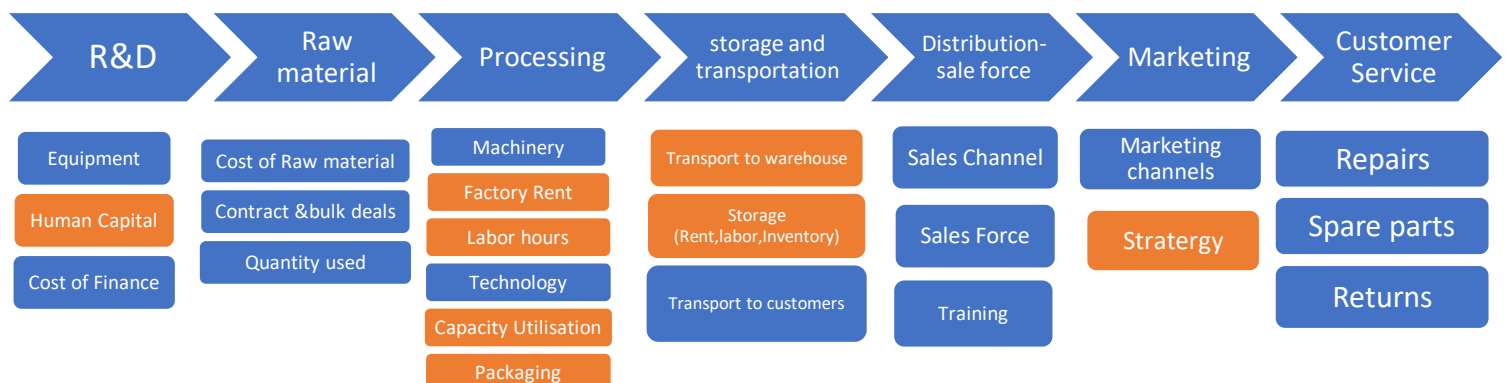 R&D
Raw
material
Processing
storage and
transportation
Distribution-
sale force
Marketing
Customer
Service
Equipment
Human Capital
Cost of Finance
Cost of Raw material
Contract &bulk deals
Quantity used
Machinery
Factory Rent
Labor hours
Technology
Capacity Utilisation
Packaging
Transport to warehouse
Storage
(Rent,labor,Inventory)
Transport to customers
Sales Channel
Sales Force
Training
Marketing
channels
Stratergy
Repairs
Spare parts
Returns